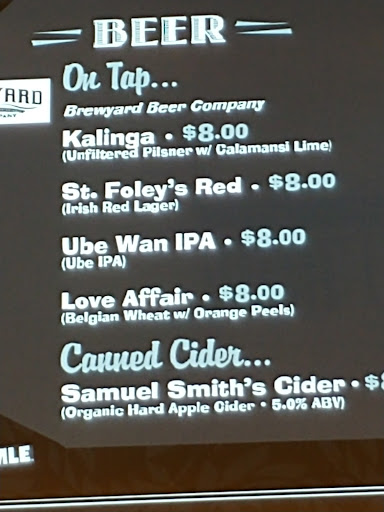 BEER
On Tap...
YARD
Brewyard Beer Company
Kalinga • $8.00
(Unfiltered Pilsner w/ Calamansi Lime)
St. Foley's Red • $8.00
(Irish Red Lager)
Ube Wan IPA • $8.00
(Ube IPA)
Love Affair • $8.00
(Belgian Wheat w/ Orange Peels)
Canned Cider...
Samuel Smith's Cider • $
(Organic Hard Apple Cider • 5.0% ABV)
MLE